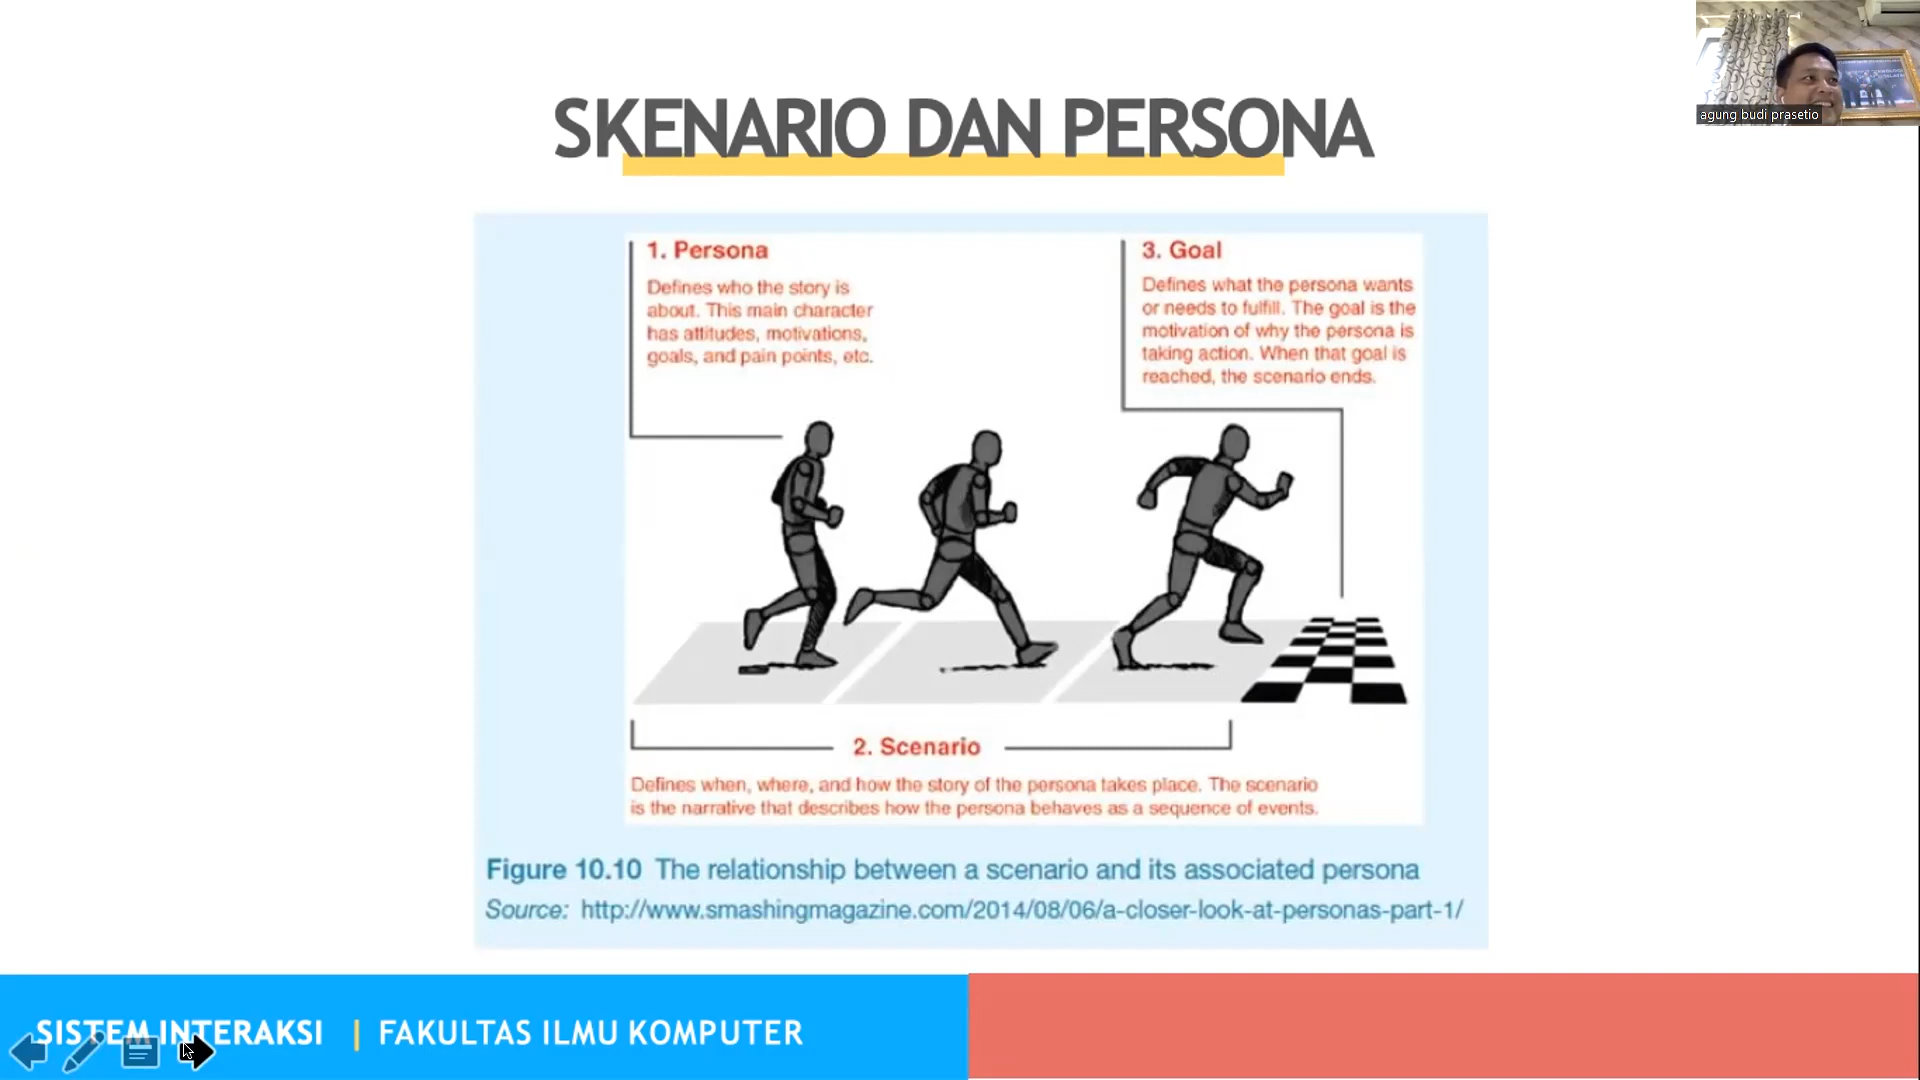 agung budi prasetio
SKENARIO DAN PERSONA
1. Persona
Defines who the story is
about. This main character
has attitudes, motivations,
goals, and pain points, etc.
3. Goal
Defines what the persona wants
or needs to fulfill. The goal is the
motivation of why the persona is
taking action. When that goal is
reached, the scenario ends.
2. Scenario
Defines when, where, and how the story of the persona takes place. The scenario
is the narrative that describes how the persona behaves as a sequence of events.
Figure 10.10 The relationship between a scenario and its associated persona
Source: http://www.smashingmagazine.com/2014/08/06/a-closer-look-at-personas-part-1/
SISTEM INTERAKSI | FAKULTAS ILMU KOMPUTER